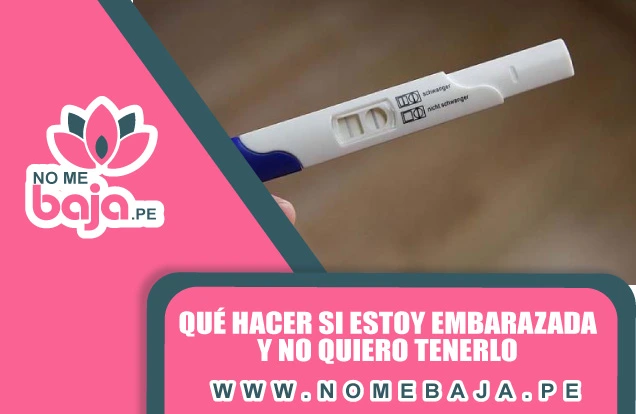 schwanger
nicht schwanger
NO ME
baja.PE
QUÉ HACER SI ESTOY EMBARAZADA
Y NO QUIERO TENERLO
WWW.NOMEBAJA.PE